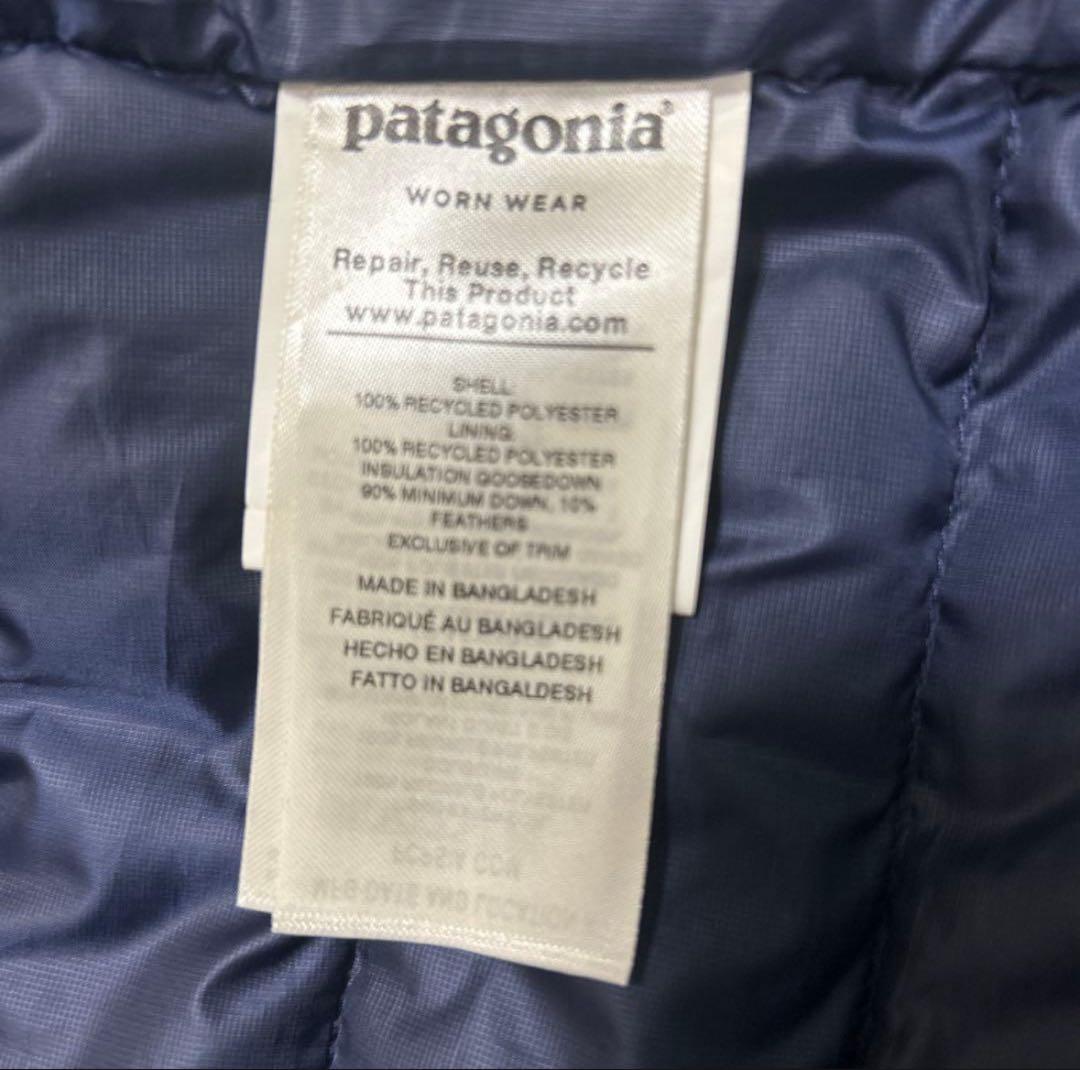 patagonia®
WORN WEAR
Repair, Reuse, Recycle
This Product
www.patagonia.com
SHELL:
100% RECYCLED POLYESTER
LINING:
100% RECYCLED POLYESTER
INSULATION GOOSEDOWN
90% MINIMUM DOWN, 10%
FEATHERS
EXCLUSIVE OF TRIM
MADE IN BANGLADESH
FABRIQUÉ AU BANGLADESH
HECHO EN BANGLADESH
FATTO IN BANGALDESH